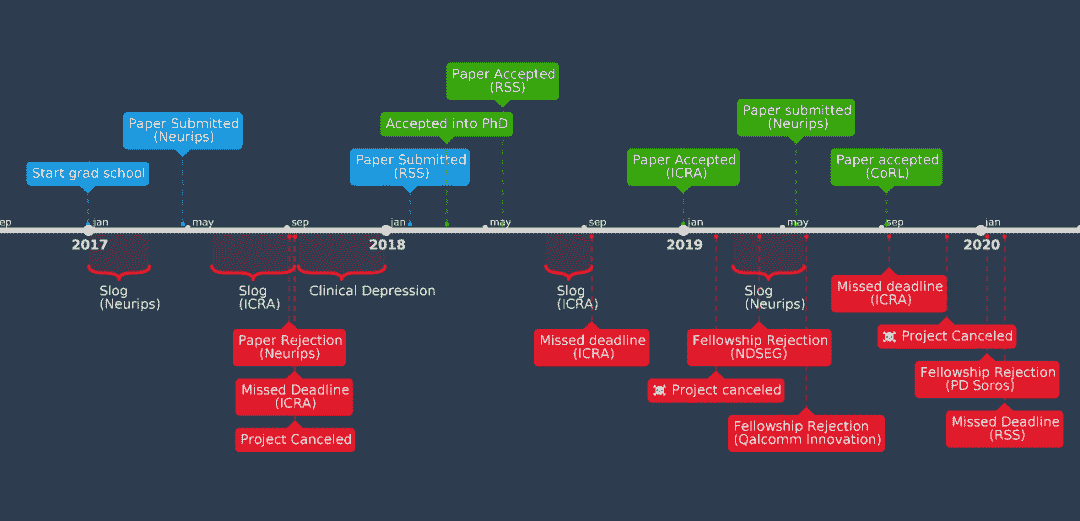 Paper Accepted
(RSS)
Paper Submitted
(Neurips)
Accepted into PhD
Paper submitted
(Neurips)
Start grad school
Paper Submitted
(RSS)
Paper Accepted
(ICRA)
Paper accepted
(CoRL)
ep
jan
may
sep
jan
may
sep
jan
may
sep
jan
2017
2018
2019
2020
Slog
(Neurips)
Slog
(ICRA)
Clinical Depression
Slog
(ICRA)
Slog
(Neurips)
Missed deadline
(ICRA)
Paper Rejection
(Neurips)
Missed deadline
(ICRA)
Fellowship Rejection
(NDSEG)
☠ Project Canceled
Missed Deadline
(ICRA)
☠ Project canceled
Fellowship Rejection
(PD Soros)
Project Canceled
Fellowship Rejection
(Qalcomm Innovation)
Missed Deadline
(RSS)